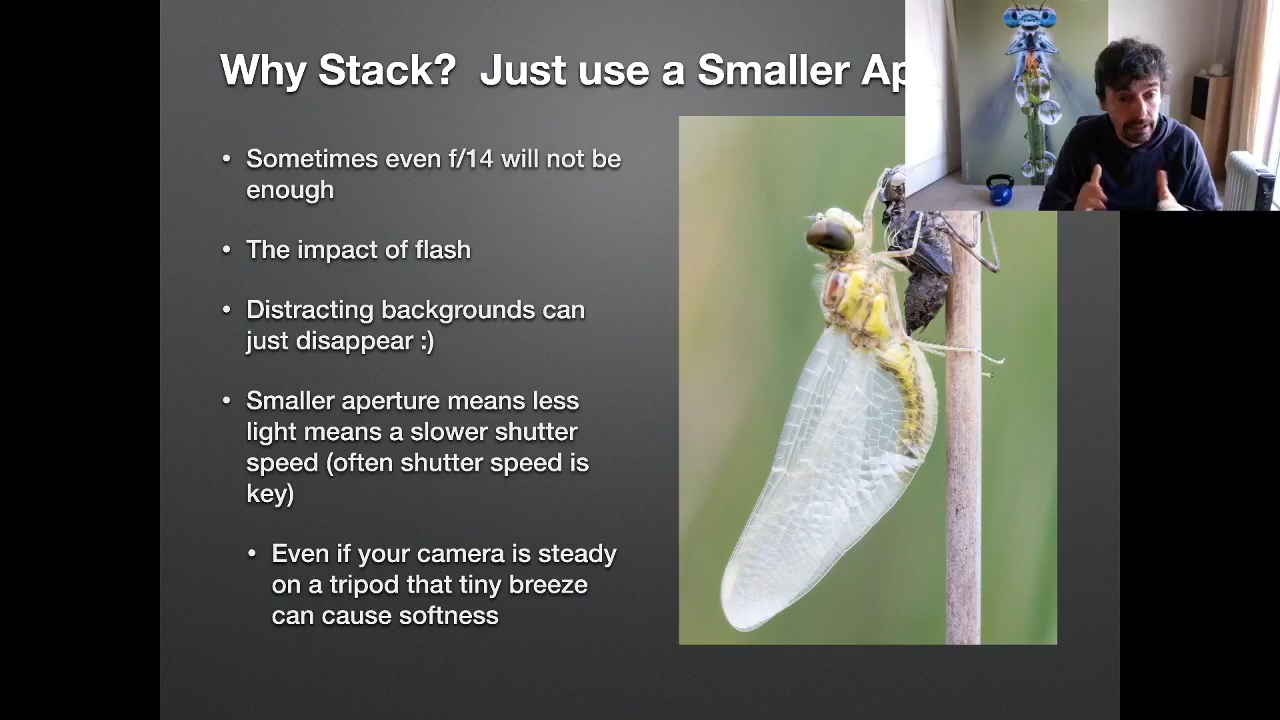 Why Stack?  Just use a Smaller Ap
• Sometimes even f/14 will not be
enough
• The impact of flash
• Distracting backgrounds can
just disappear :)
• Smaller aperture means less
light means a slower shutter
speed (often shutter speed is
key)
• Even if your camera is steady
on a tripod that tiny breeze
can cause softness